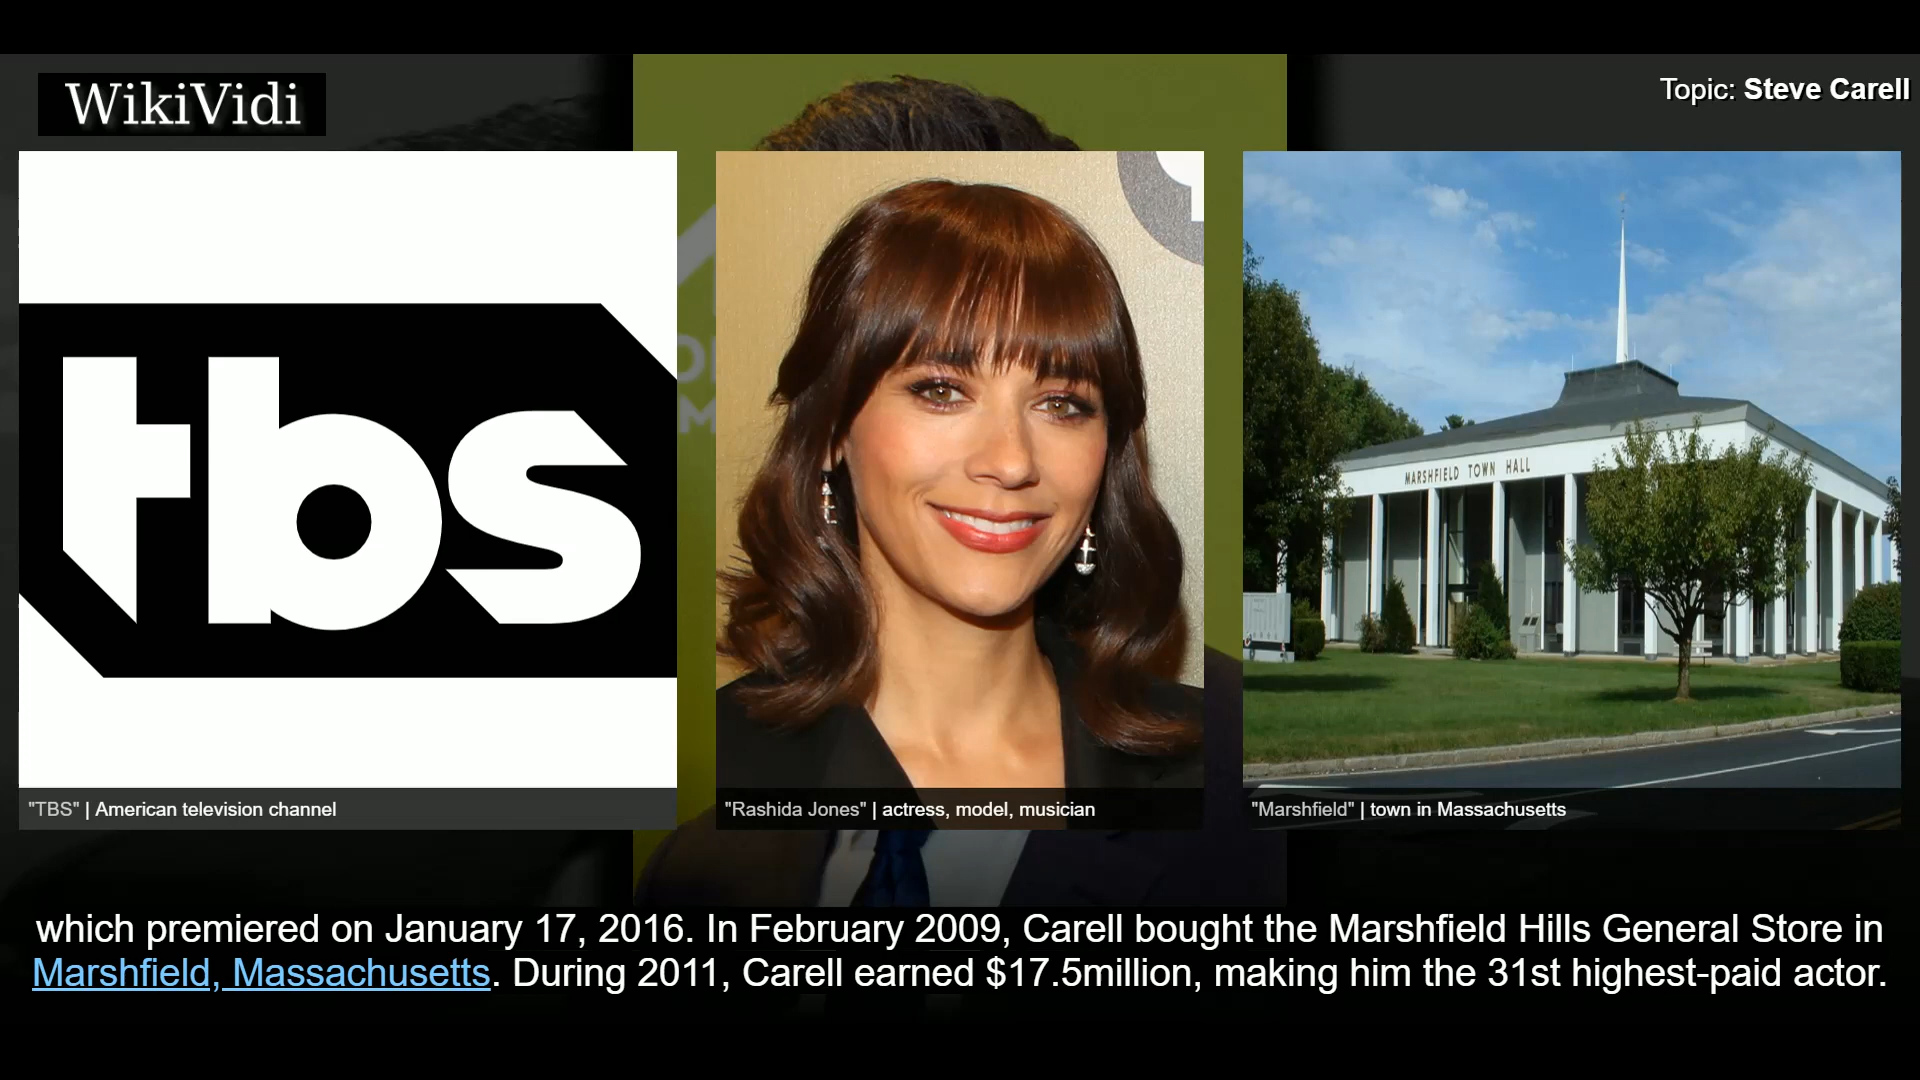 WikiVidi
Topic: Steve Carell
tbs
MARSHFIELD TOWN HALL
"TBS" | American television channel
"Rashida Jones" | actress, model, musician
"Marshfield" | town in Massachusetts
which premiered on January 17, 2016. In February 2009, Carell bought the Marshfield Hills General Store in
Marshfield, Massachusetts. During 2011, Carell earned $17.5million, making him the 31st highest-paid actor.